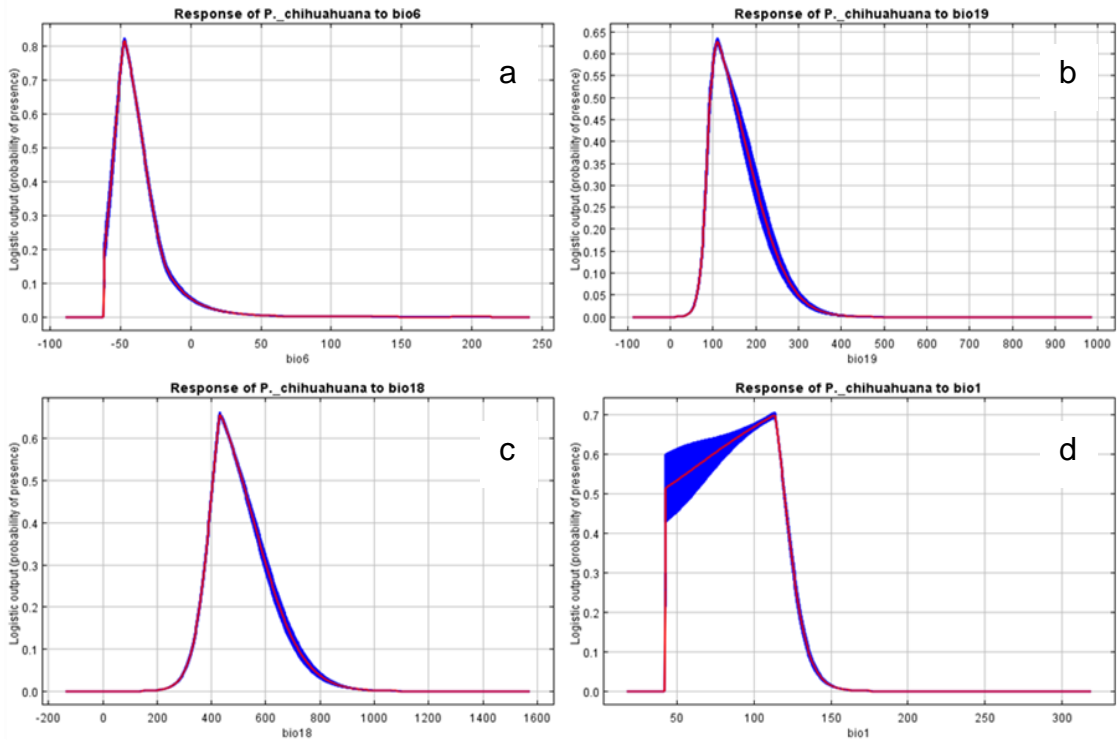 Response of P._chihuahuana to bio6
Logistic output (probability of presence)
0.8
0.7
0.6
0.5
0.4
0.3
0.2
0.1
0.0
-100 -50 0 50 100 150 200 250
bio6
a
Response of P._chihuahuana to bio19
Logistic output (probability of presence)
0.65
0.60
0.55
0.50
0.45
0.40
0.35
0.30
0.25
0.20
0.15
0.10
0.05
0.00
-100 0 100 200 300 400 500 600 700 800 900 1000
bio19
b
Response of P._chihuahuana to bio18
Logistic output (probability of presence)
0.6
0.5
0.4
0.3
0.2
0.1
0.0
-200 0 200 400 600 800 1000 1200 1400 1600
bio18
c
Response of P._chihuahuana to bio1
Logistic output (probability of presence)
0.7
0.6
0.5
0.4
0.3
0.2
0.1
0.0
50 100 150 200 250 300
bio1
d